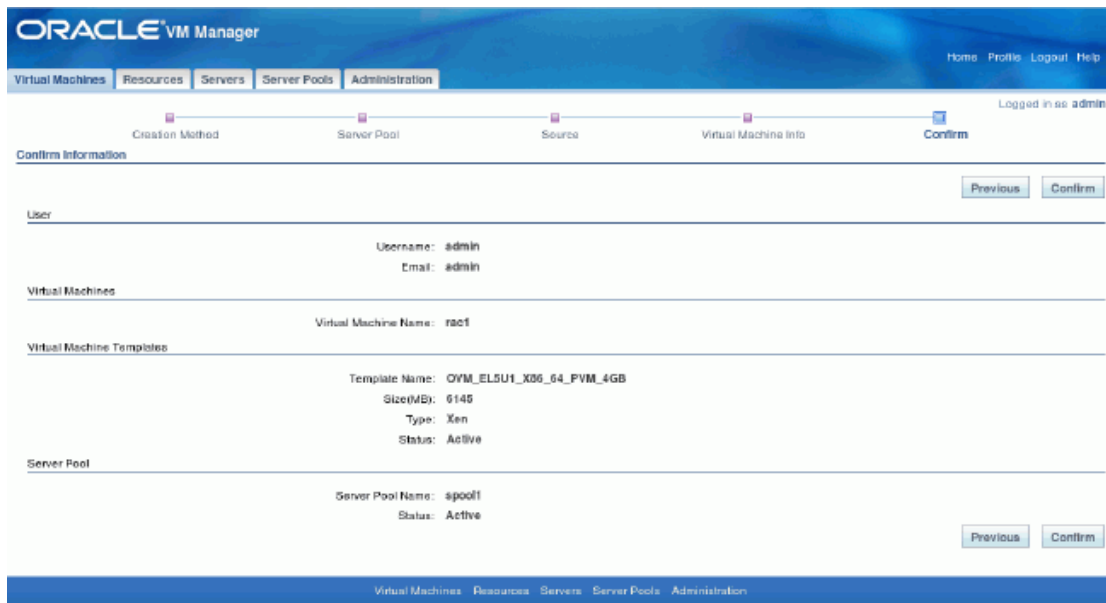 ORACLE VM Manager
Home Profile Logout Help
Virtual Machines Resources Servers Server Pools Administration
Logged in as admin
Creation Method Server Pool Source Virtual Machine Info Confirm
Confirm Information
Previous Confirm
User
Username: admin
Email: admin
Virtual Machines
Virtual Machine Name: rac1
Virtual Machine Templates
Template Name: OVM_EL5U1_X86_64_PVM_4GB
Size(MB): 6145
Type: Xen
Status: Active
Server Pool
Server Pool Name: spool1
Status: Active
Previous Confirm
Virtual Machines Resources Servers Server Pools Administration